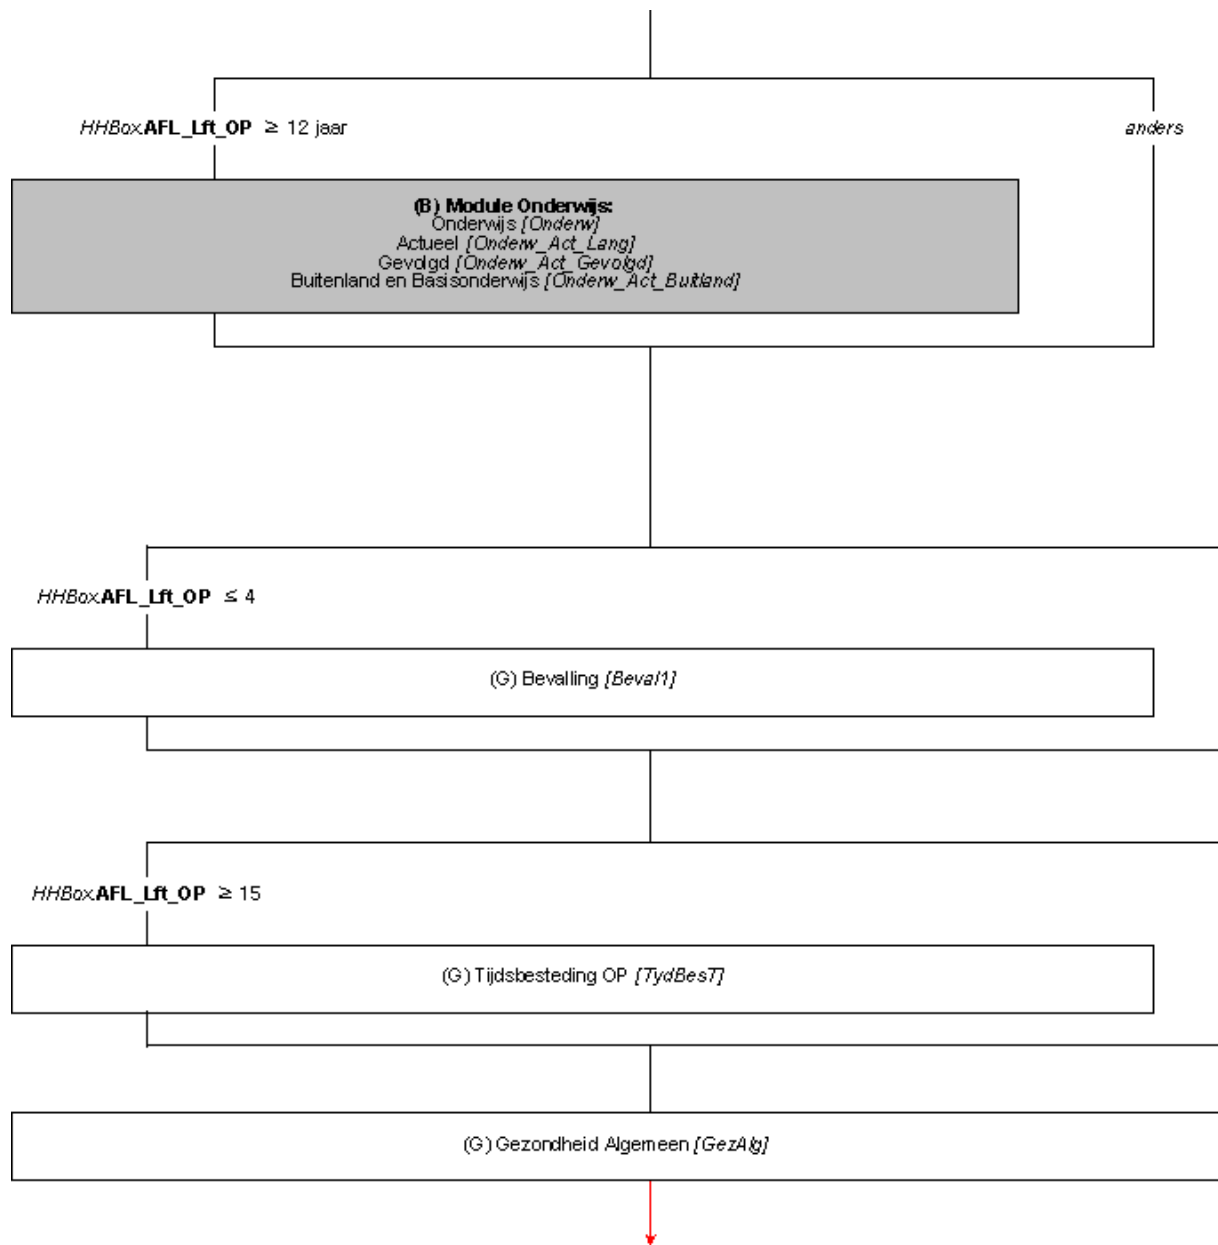 HHBox.AFL_Lft_OP ≥ 12 jaar
anders
(B) Module Onderwijs:
Onderwijs [Onderw]
Actueel [Onderw_Act_Lang]
Gevolgd [Onderw_Act_Gevolgd]
Buitenland en Basisonderwijs [Onderw_Act_Buitland]
HHBox.AFL_Lft_OP ≤ 4
(G) Bevalling [Beval1]
HHBox.AFL_Lft_OP ≥ 15
(G) Tijdsbesteding OP [TydBesT]
(G) Gezondheid Algemeen [GezAlg]